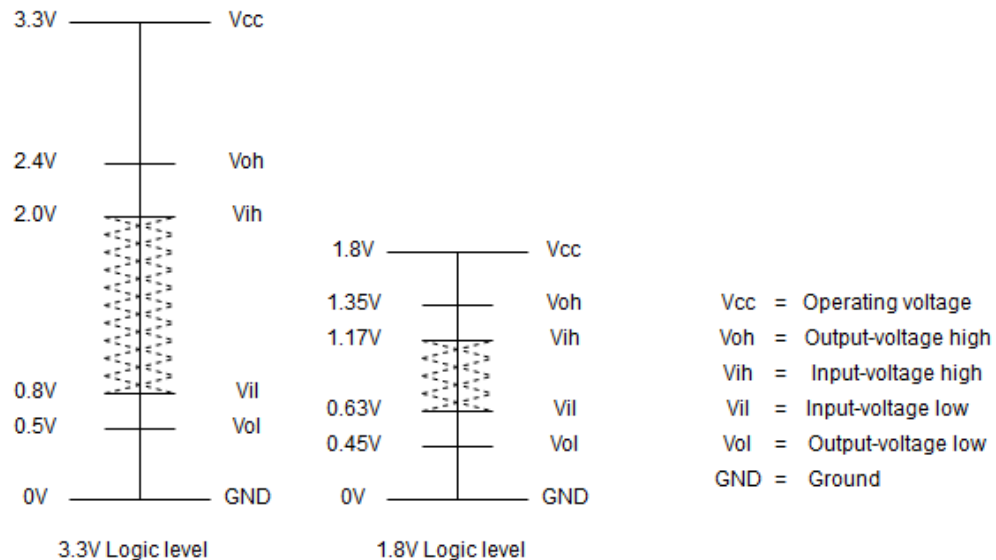 3.3V Vcc
2.4V Voh
2.0V Vih
0.8V Vil
0.5V Vol
0V GND
3.3V Logic level
1.8V Vcc
1.35V Voh
1.17V Vih
0.63V Vil
0.45V Vol
0V GND
1.8V Logic level
Vcc = Operating voltage
Voh = Output-voltage high
Vih = Input-voltage high
Vil = Input-voltage low
Vol = Output-voltage low
GND = Ground